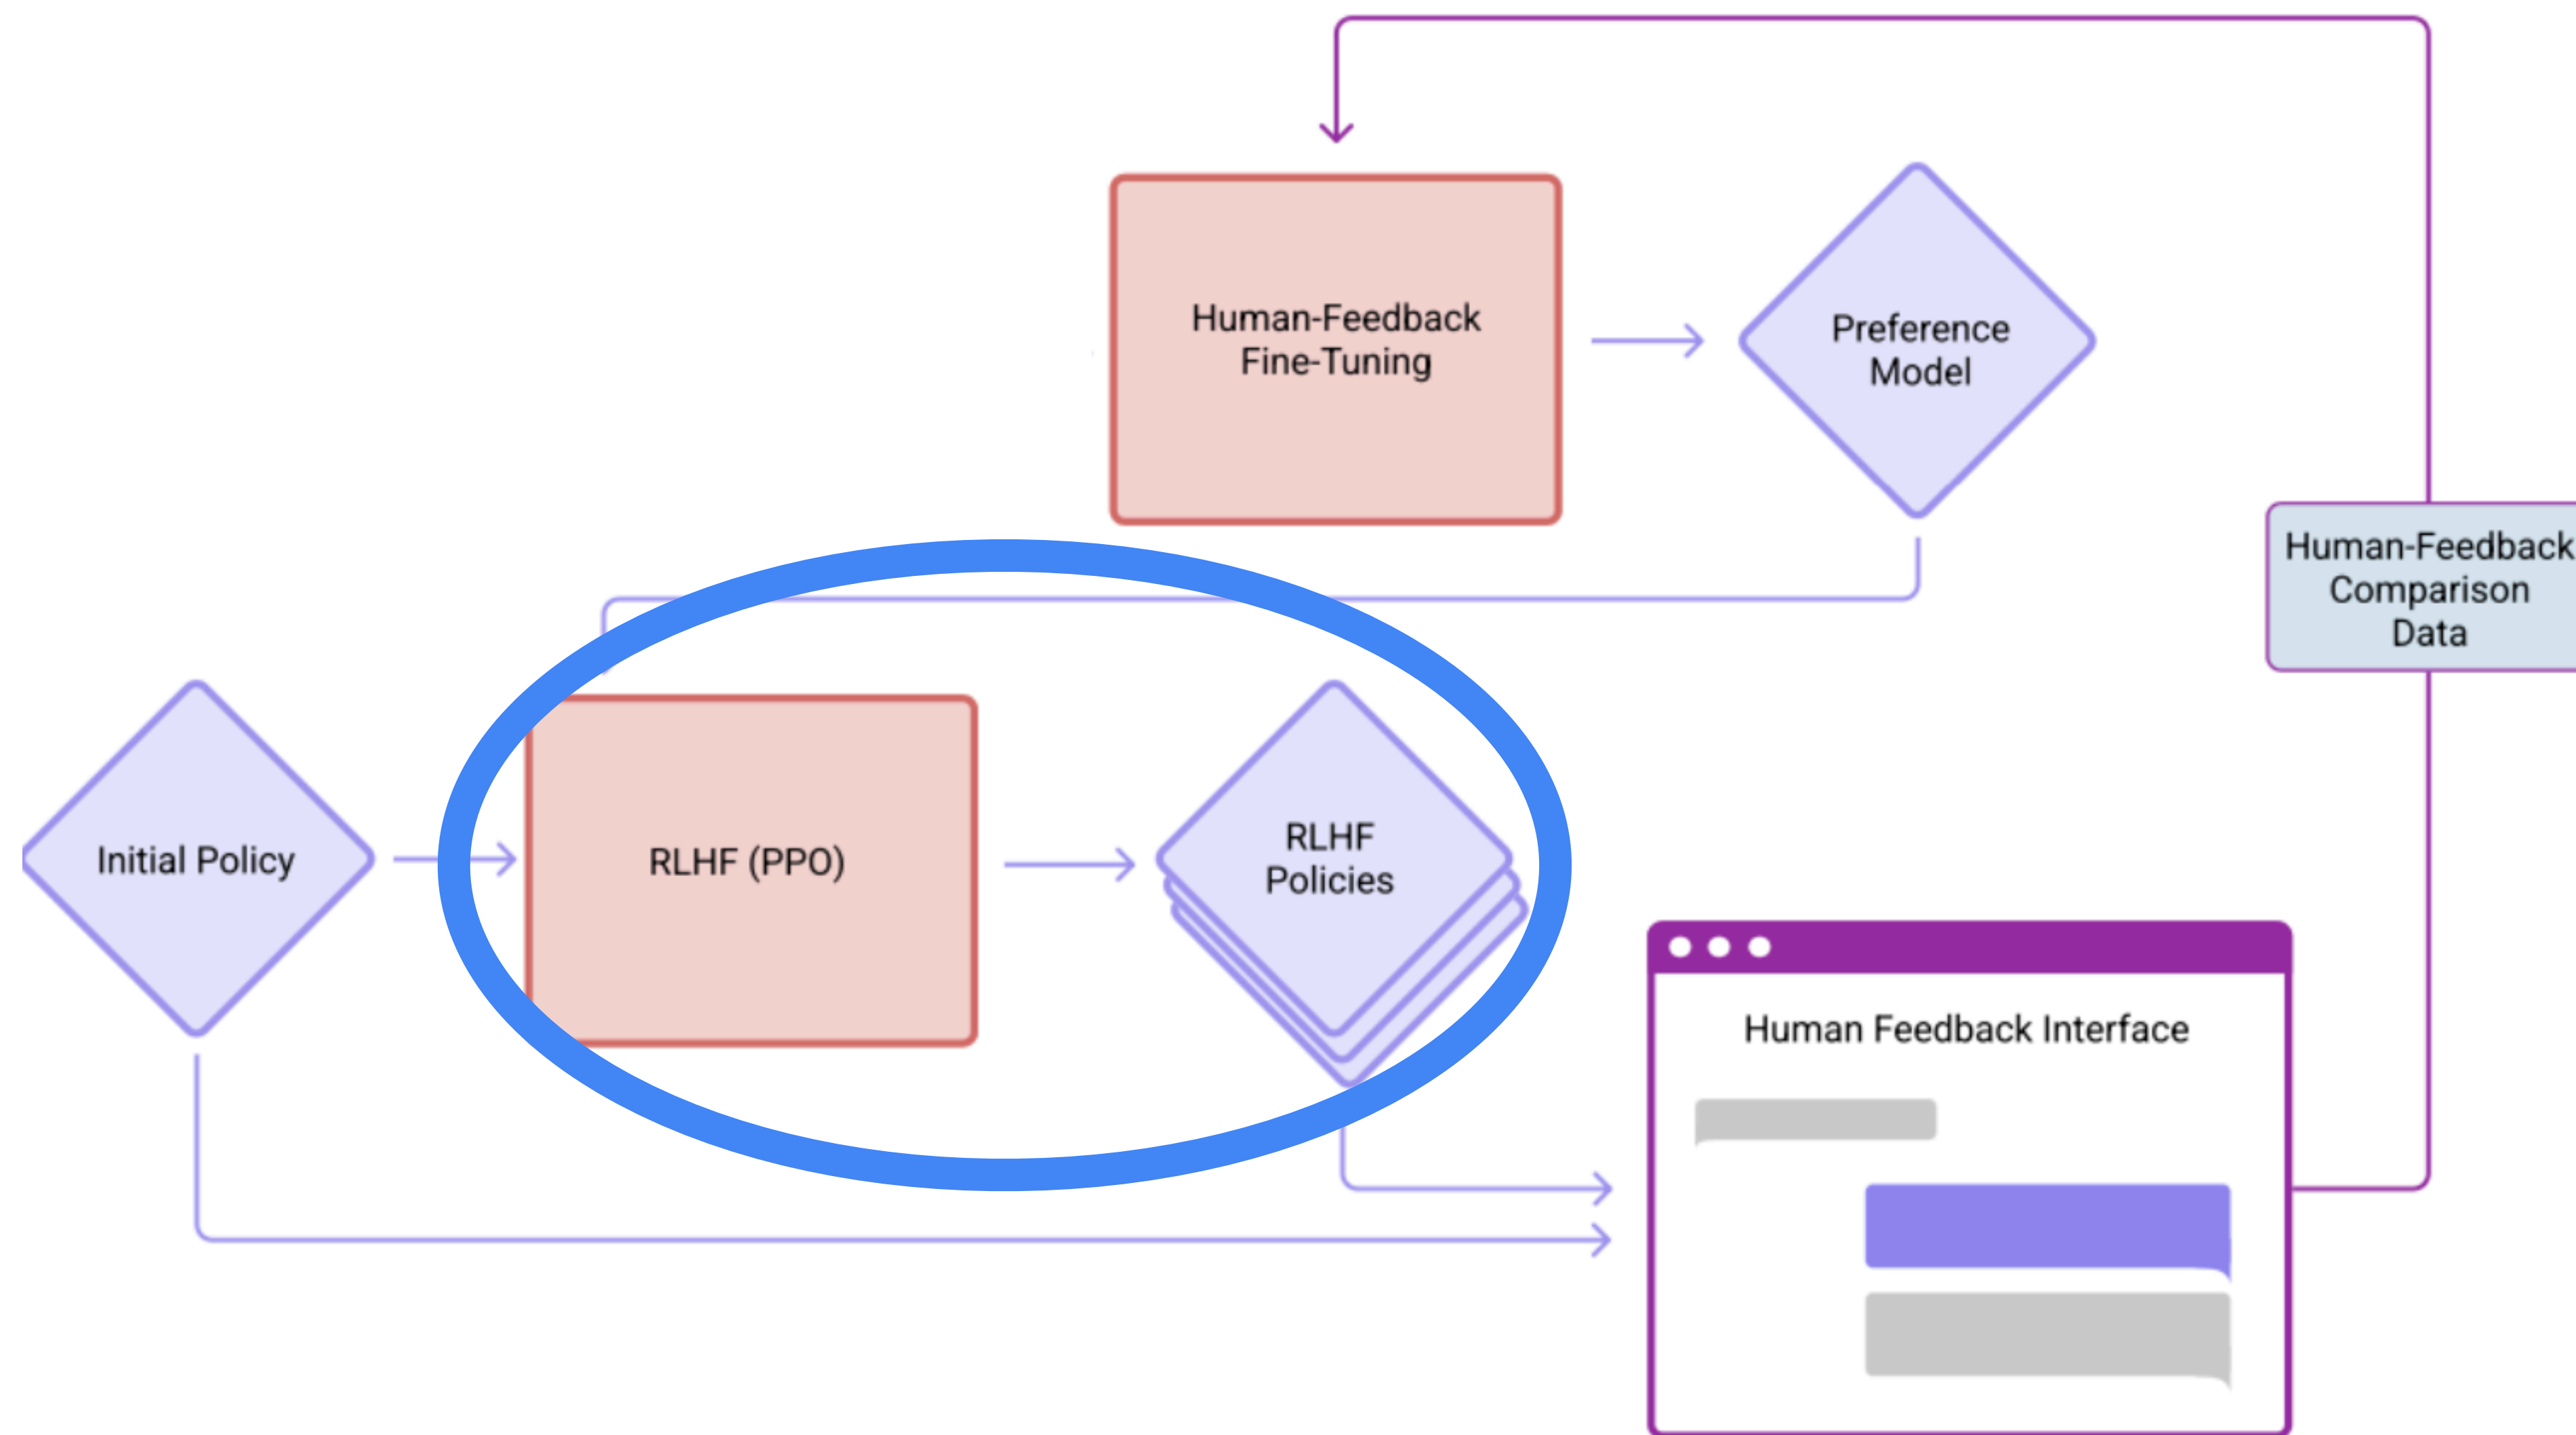 Human-Feedback
Fine-Tuning
Preference
Model
Human-Feedback
Comparison
Data
Initial Policy
RLHF (PPO)
RLHF
Policies
Human Feedback Interface